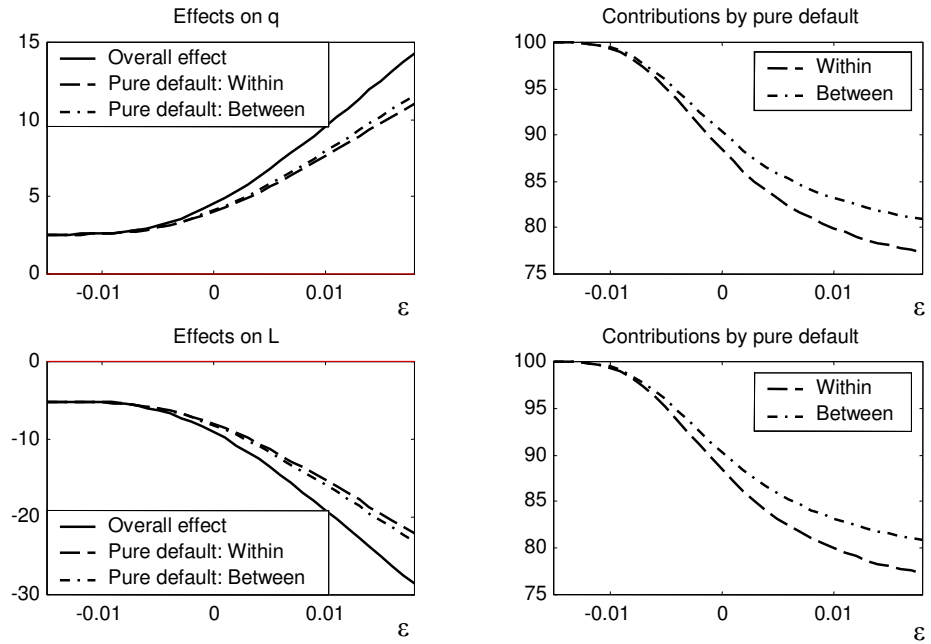 Effects on q
15
10
5
0
-0.01
0
0.01
ε
Overall effect
Pure default: Within
Pure default: Between
Contributions by pure default
100
95
90
85
80
75
-0.01
0
0.01
ε
Within
Between
Effects on L
0
-10
-20
-30
-0.01
0
0.01
ε
Overall effect
Pure default: Within
Pure default: Between
Contributions by pure default
100
95
90
85
80
75
-0.01
0
0.01
ε
Within
Between